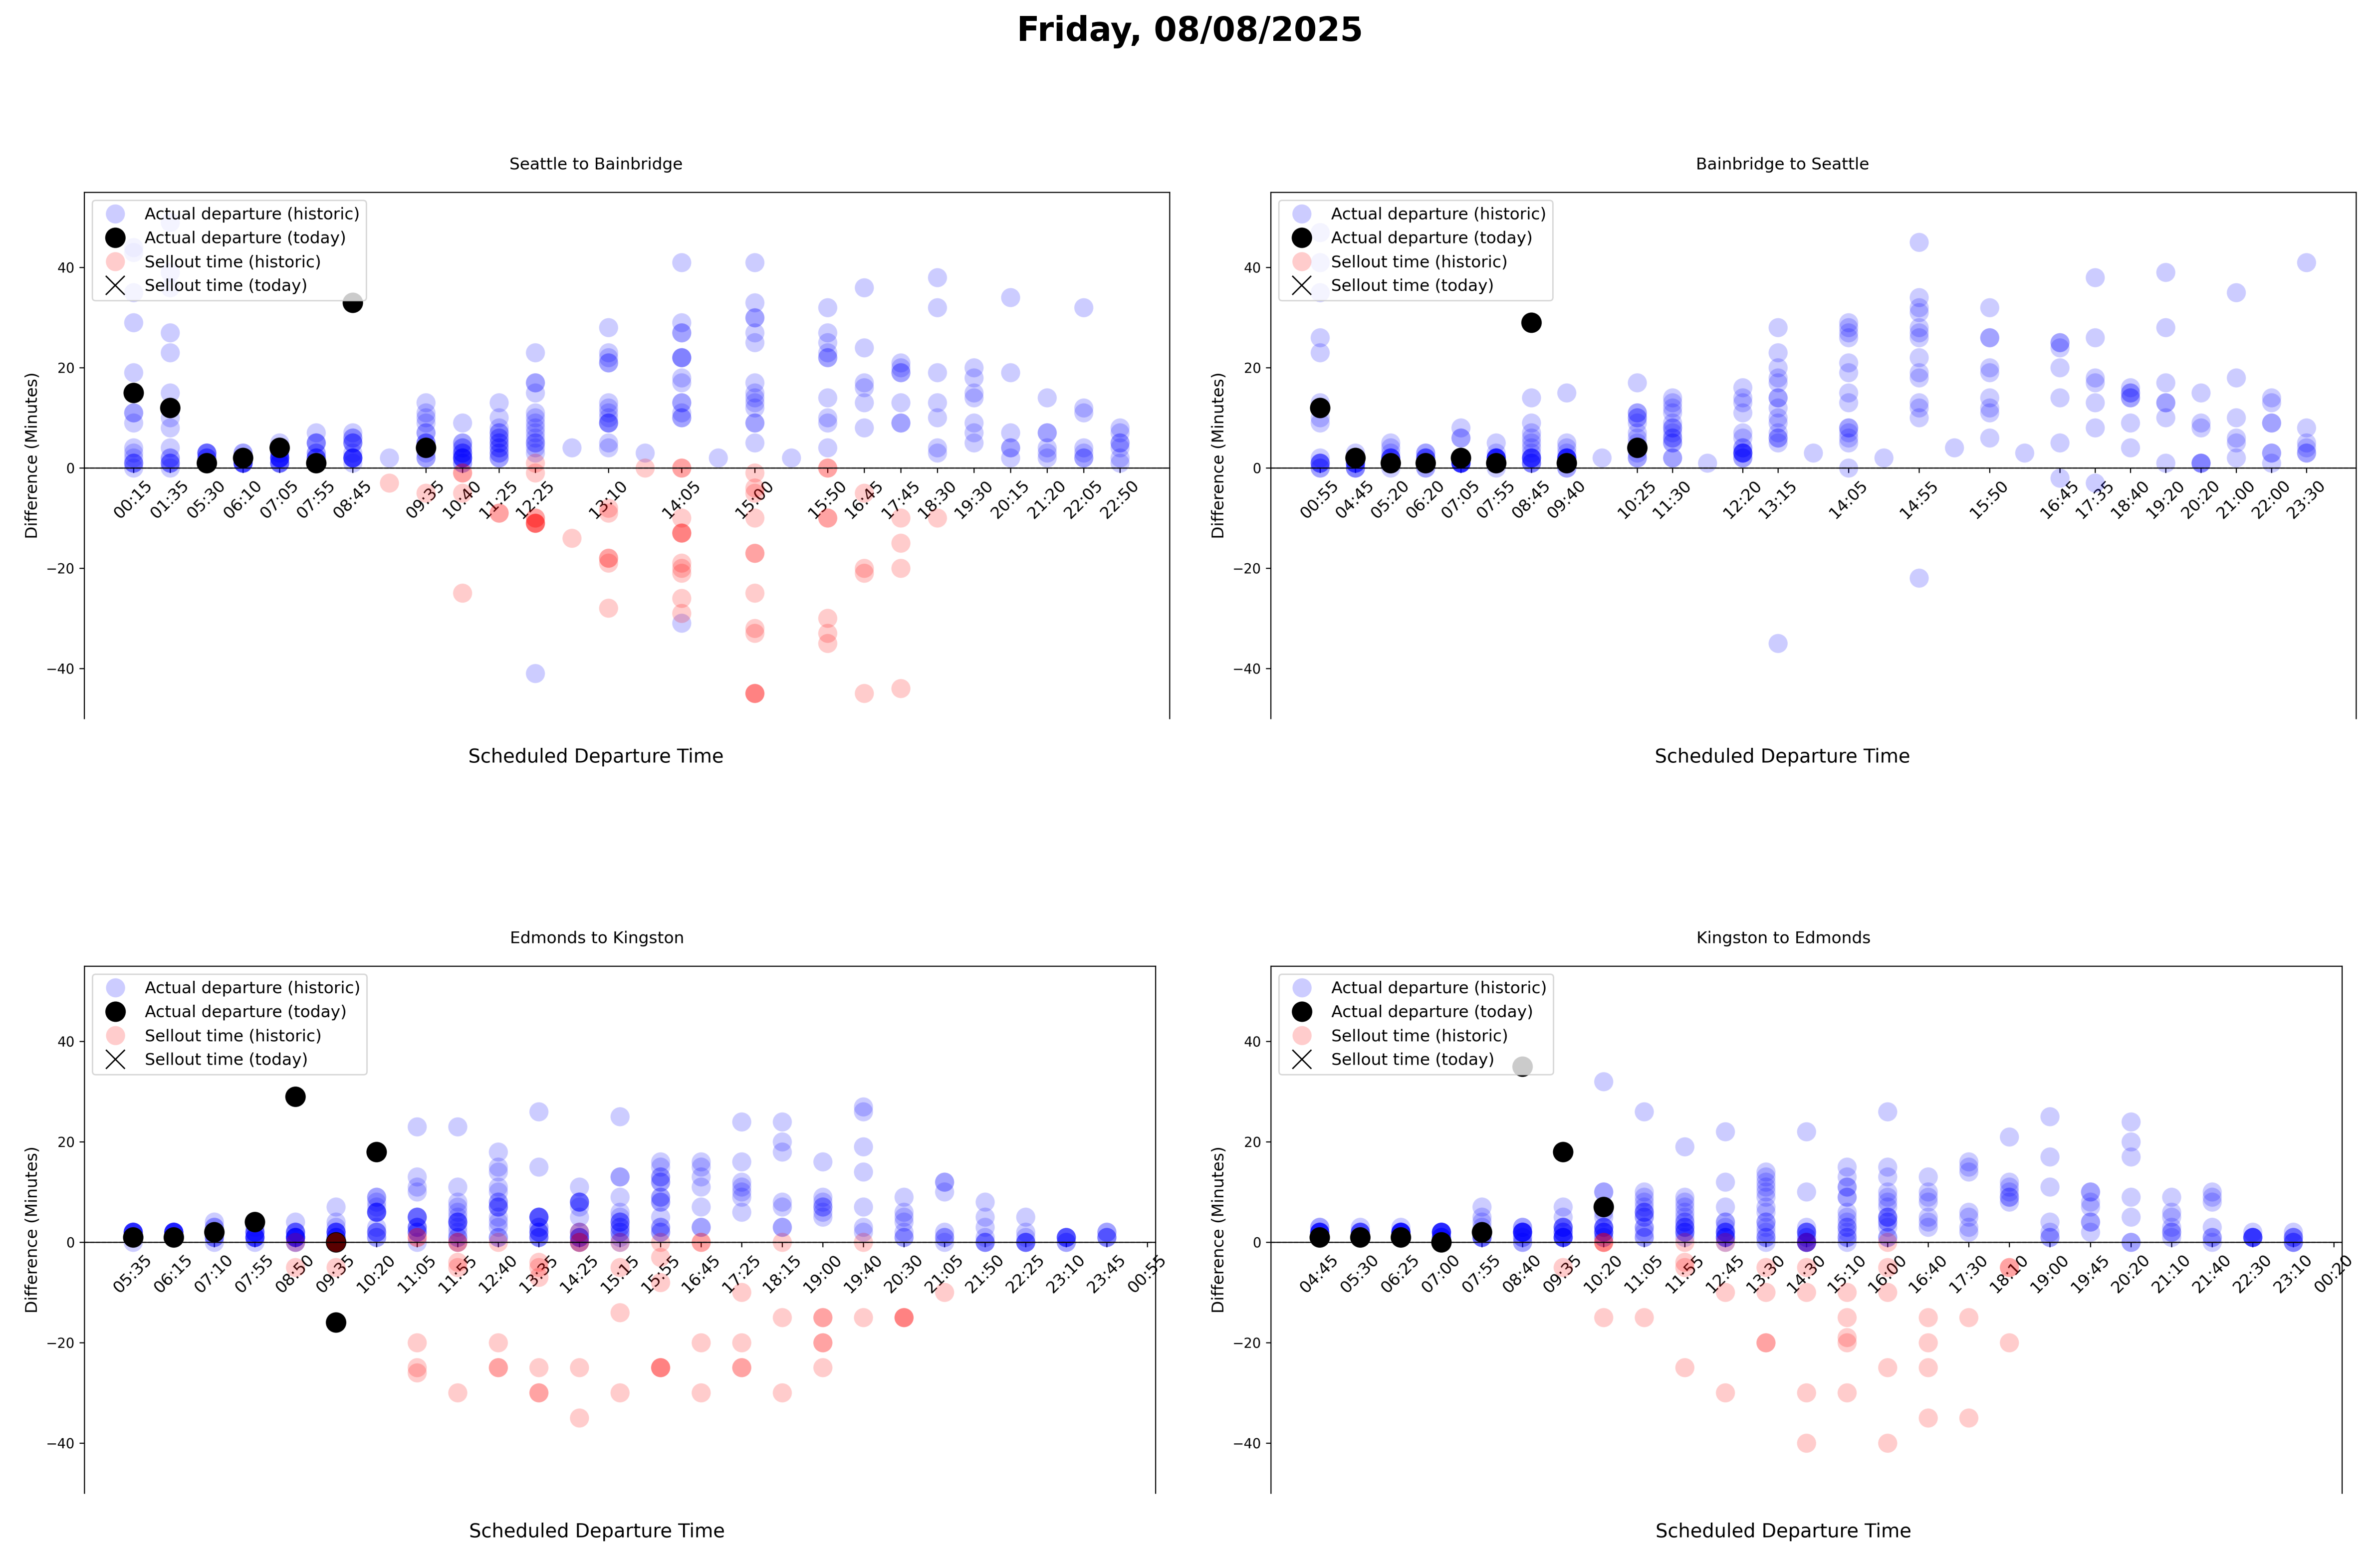 Friday, 08/08/2025
Seattle to Bainbridge
Actual departure (historic)
Actual departure (today)
Sellout time (historic)
Sellout time (today)
Difference (Minutes)
40
20
0
−20
−40
00:15 01:35 05:30 06:10 07:05 07:55 08:45 09:35 10:40 11:25 12:25 13:10 14:05 15:00 15:50 16:45 17:45 18:30 19:30 20:15 21:20 22:05 22:50
Scheduled Departure Time
Bainbridge to Seattle
Actual departure (historic)
Actual departure (today)
Sellout time (historic)
Sellout time (today)
Difference (Minutes)
40
20
0
−20
−40
00:55 04:45 05:20 06:20 07:05 07:55 08:45 09:40 10:25 11:30 12:20 13:15 14:05 14:55 15:50 16:45 17:35 18:40 19:20 20:20 21:00 22:00 23:30
Scheduled Departure Time
Edmonds to Kingston
Actual departure (historic)
Actual departure (today)
Sellout time (historic)
Sellout time (today)
Difference (Minutes)
40
20
0
−20
−40
05:35 06:15 07:10 07:55 08:50 09:35 10:20 11:05 11:55 12:40 13:35 14:25 15:15 15:55 16:45 17:25 18:15 19:00 19:40 20:30 21:05 21:50 22:25 23:10 23:45 00:55
Scheduled Departure Time
Kingston to Edmonds
Actual departure (historic)
Actual departure (today)
Sellout time (historic)
Sellout time (today)
Difference (Minutes)
40
20
0
−20
−40
04:45 05:30 06:25 07:00 07:55 08:40 09:35 10:20 11:05 11:55 12:45 13:30 14:30 15:10 16:00 16:40 17:30 18:10 19:00 19:45 20:20 21:10 21:40 22:30 23:10 00:20
Scheduled Departure Time